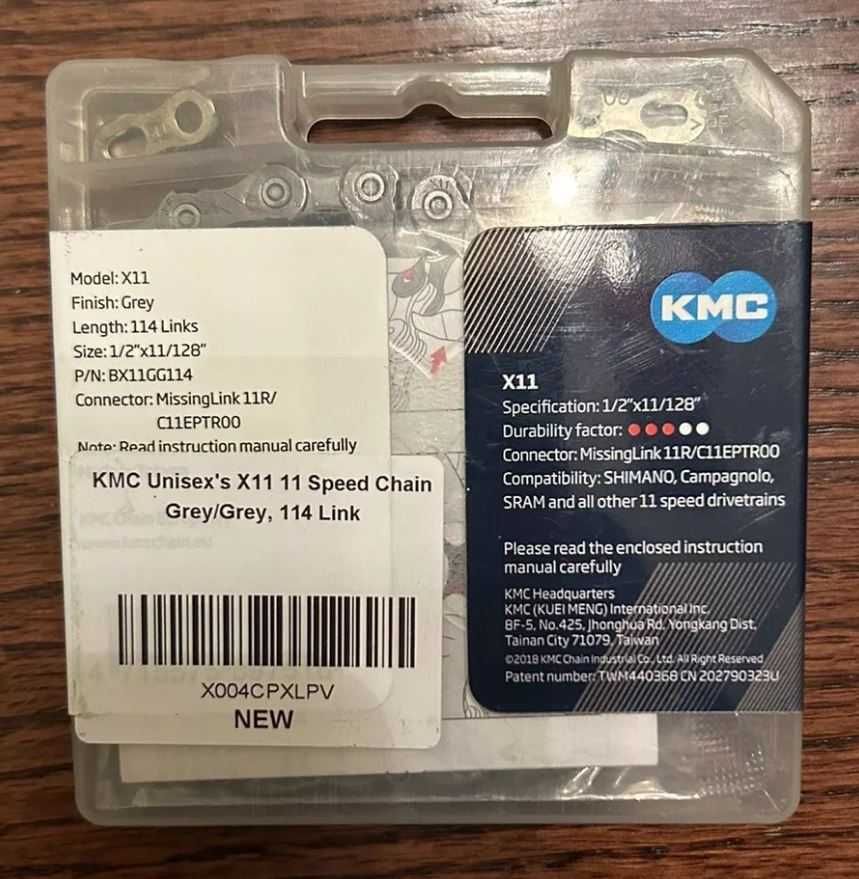 Model: X11
Finish: Grey
Length: 114 Links
Size: 1/2"x11/128"
P/N: BX11GG114
Connector: MissingLink 11R/
C11EPTR00
Note: Read instruction manual carefully
KMC Unisex's X11 11 Speed Chain
Grey/Grey, 114 Link
X004CPXLPV
NEW
KMC
X11
Specification: 1/2"x11/128"
Durability factor:
Connector: MissingLink 11R/C11EPTR00
Compatibility: SHIMANO, Campagnolo,
SRAM and all other 11 speed drivetrains
Please read the enclosed instruction
manual carefully
KMC Headquarters
KMC (KUEI MENG) International Inc.
8F-5, No.425, Jhonghua Rd. Yongkang Dist,
Tainan City 71079, Taiwan
©2018 KMC Chain Industrial Co., Ltd. All Right Reserved
Patent number: TWM440368 CN 202790323U